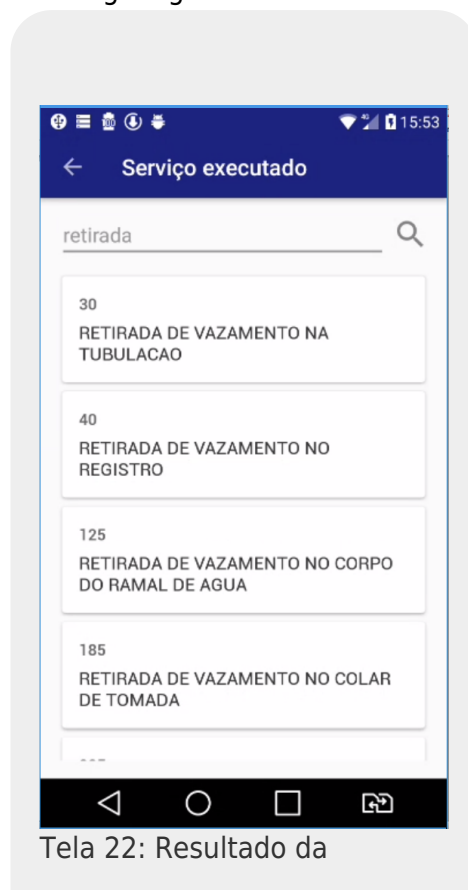 15:53
Serviço executado
retirada
30
RETIRADA DE VAZAMENTO NA
TUBULACAO
40
RETIRADA DE VAZAMENTO NO
REGISTRO
125
RETIRADA DE VAZAMENTO NO CORPO
DO RAMAL DE AGUA
185
RETIRADA DE VAZAMENTO NO COLAR
DE TOMADA
Tela 22: Resultado da